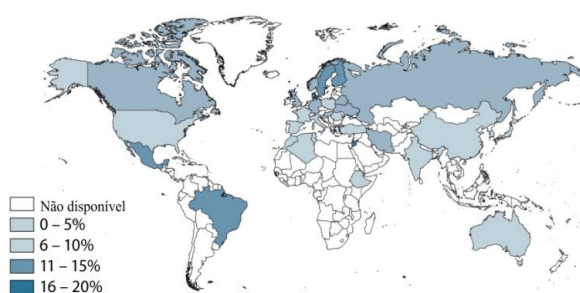 Não disponível
0 – 5%
6 – 10%
11 – 15%
16 – 20%